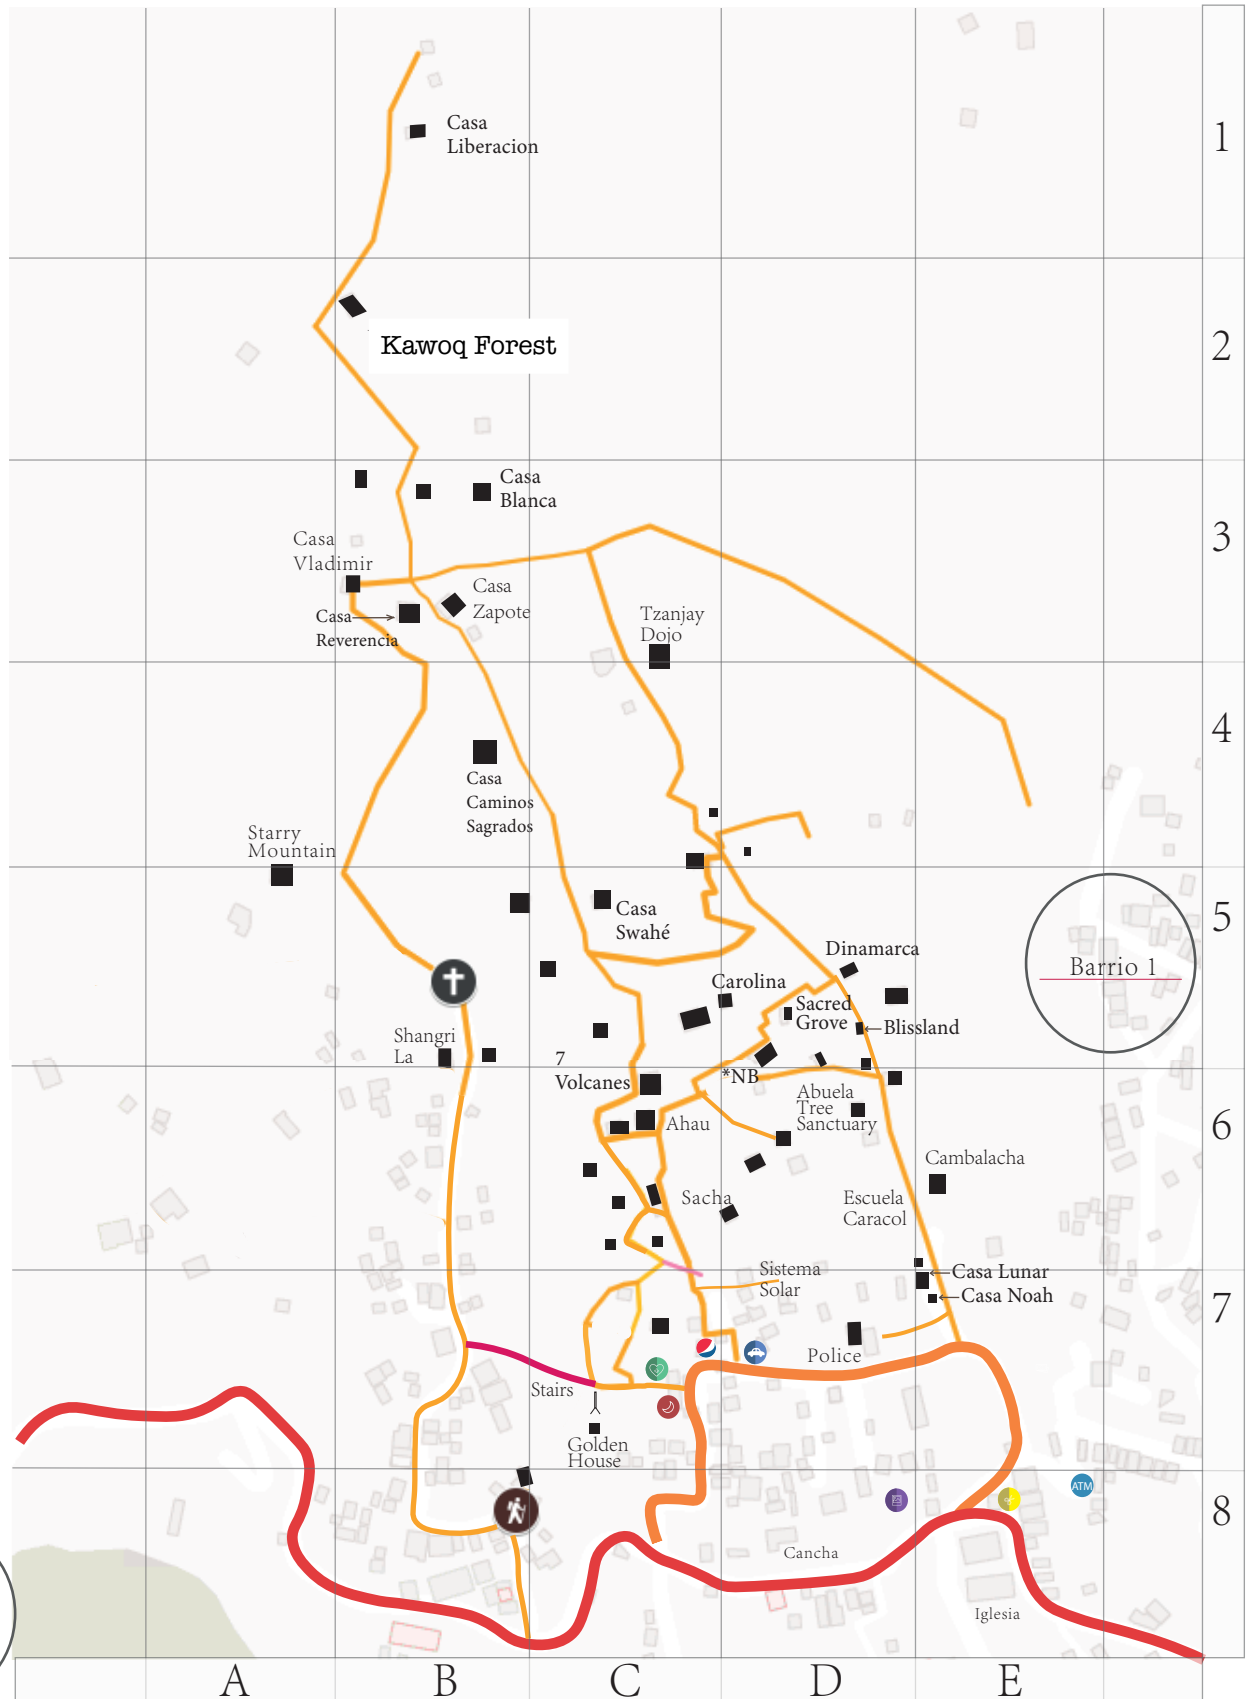 Casa
Liberacion
1
Kawoq Forest
2
Casa
Blanca
3
Casa
Vladimir
Casa
Zapote
Casa
Reverencia
Tzanjay
Dojo
4
Casa
Caminos
Sagrados
Starry
Mountain
5
Casa
Swahé
Barrio 1
Dinamarca
Carolina
Sacred
Grove
Blissland
Shangri
La
7
Volcanes
*NB
Abuela
Tree
Sanctuary
6
Ahau
Cambalacha
Sacha
Escuela
Caracol
Sistema
Solar
Casa Lunar
Casa Noah
7
Police
Stairs
Golden
House
ATM
8
Cancha
Iglesia
A
B
C
D
E